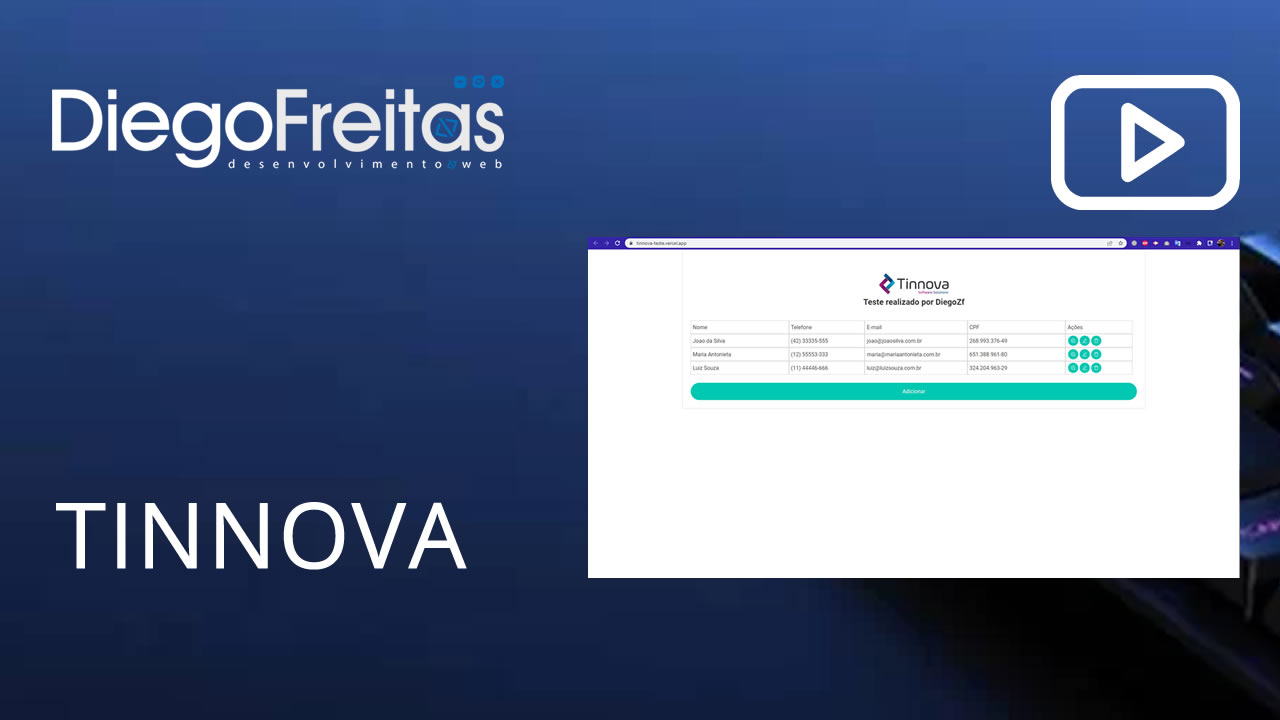 DiegoFreitas
desenvolvimento web
tinnova-teste.vercel.app
Tinnova
Software Solutions
Teste realizado por DiegoZf
Nome Telefone E-mail CPF Ações
Joao da Silva (42) 33335-555 joao@joaosilva.com.br 268.993.376-49
Maria Antonieta (12) 55553-333 maria@mariaantonieta.com.br 651.388.961-80
Luiz Souza (11) 44446-666 luiz@luizsouza.com.br 324.204.963-29
Adicionar
TINNOVA